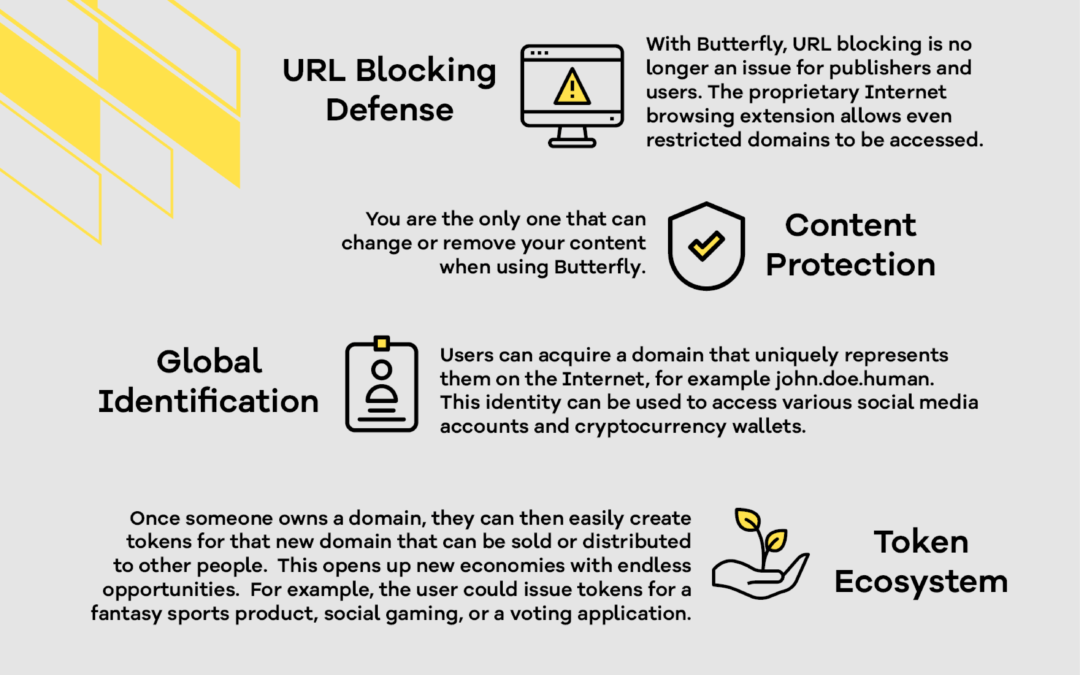 URL Blocking
Defense
With Butterfly, URL blocking is no
longer an issue for publishers and
users. The proprietary Internet
browsing extension allows even
restricted domains to be accessed.
You are the only one that can
change or remove your content
when using Butterfly.
Content
Protection
Global
Identification
Users can acquire a domain that uniquely represents
them on the Internet, for example john.doe.human.
This identity can be used to access various social media
accounts and cryptocurrency wallets.
Once someone owns a domain, they can then easily create
tokens for that new domain that can be sold or distributed
to other people.  This opens up new economies with endless
opportunities.  For example, the user could issue tokens for a
fantasy sports product, social gaming, or a voting application.
Token
Ecosystem